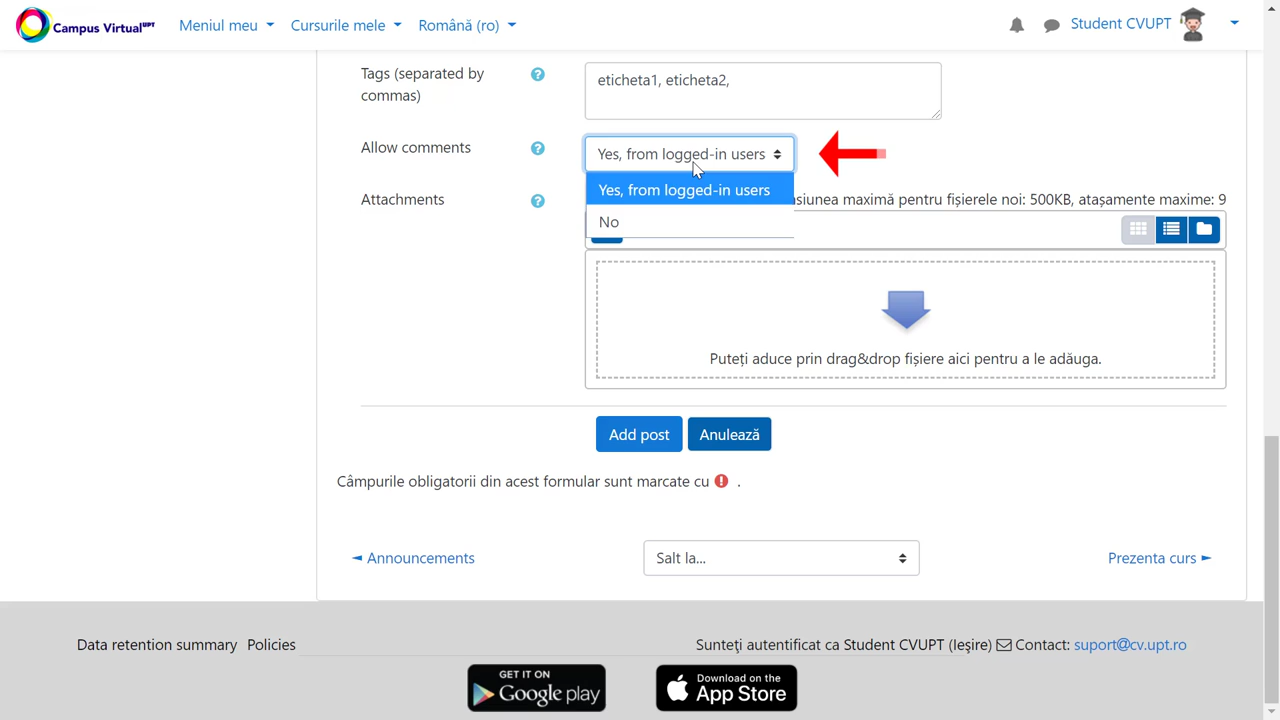 Campus Virtual UPT
Meniul meu
Cursurile mele
Română (ro)
Student CVUPT
Tags (separated by
commas)
eticheta1, eticheta2,
Allow comments
Yes, from logged-in users
Yes, from logged-in users
No
Attachments
siunea maximă pentru fișierele noi: 500KB, atașamente maxime: 9
Puteți aduce prin drag&drop fișiere aici pentru a le adăuga.
Add post
Anulează
Câmpurile obligatorii din acest formular sunt marcate cu .
◄ Announcements
Salt la...
Prezenta curs ►
Data retention summary
Policies
Sunteţi autentificat ca Student CVUPT (Ieşire)
Contact: suport@cv.upt.ro
GET IT ON
Google play
Download on the
App Store